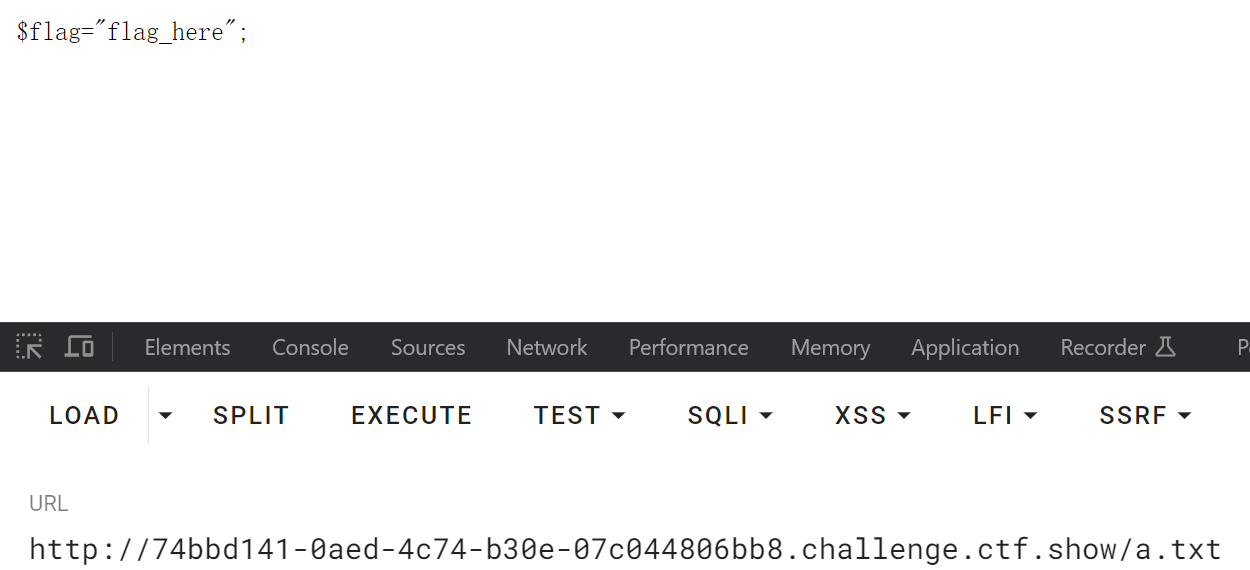 $flag="flag_here";
Elements Console Sources Network Performance Memory Application Recorder
LOAD SPLIT EXECUTE TEST SQLI XSS LFI SSRF
URL
http://74bbd141-0aed-4c74-b30e-07c044806bb8.challenge.ctf.show/a.txt